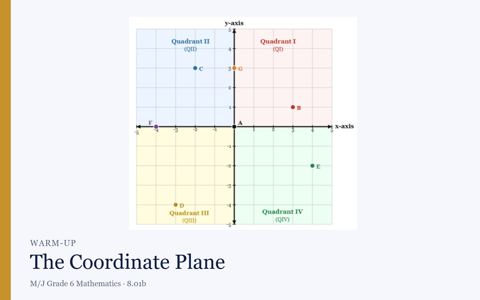 y-axis
Quadrant II
(QII)
Quadrant I
(QI)
C
G
B
F
A
x-axis
E
D
Quadrant III
(QIII)
Quadrant IV
(QIV)
WARM-UP
The Coordinate Plane
M/J Grade 6 Mathematics · 8.01b